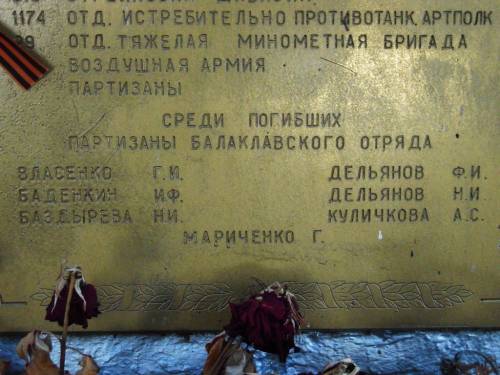 1174 ОТД. ИСТРЕБИТЕЛЬНО ПРОТИВОТАНК. АРТПОЛК
ОТД. ТЯЖЕЛАЯ МИНОМЕТНАЯ БРИГАДА
ВОЗДУШНАЯ АРМИЯ
ПАРТИЗАНЫ
СРЕДИ ПОГИБШИХ
ПАРТИЗАНЫ БАЛАКЛАВСКОГО ОТРЯДА
ВЛАСЕНКО Г.И. ДЕЛЬЯНОВ Ф.И.
БАДЕНКИН И.Ф. ДЕЛЬЯНОВ Н.И.
БАЗДЫРЕВА Н.И. КУЛИЧКОВА А.С.
МАРИЧЕНКО Г.